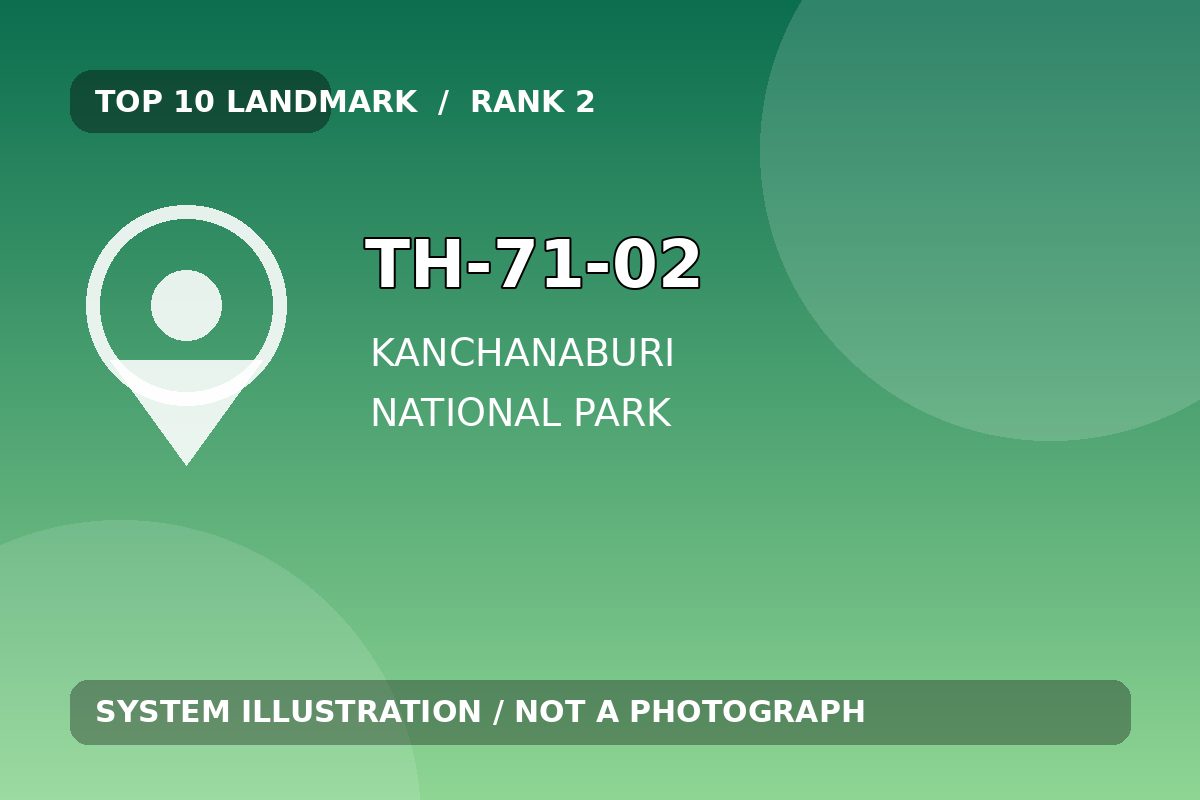 TOP 10 LANDMARK / RANK 2
TH-71-02
KANCHANABURI
NATIONAL PARK
SYSTEM ILLUSTRATION / NOT A PHOTOGRAPH